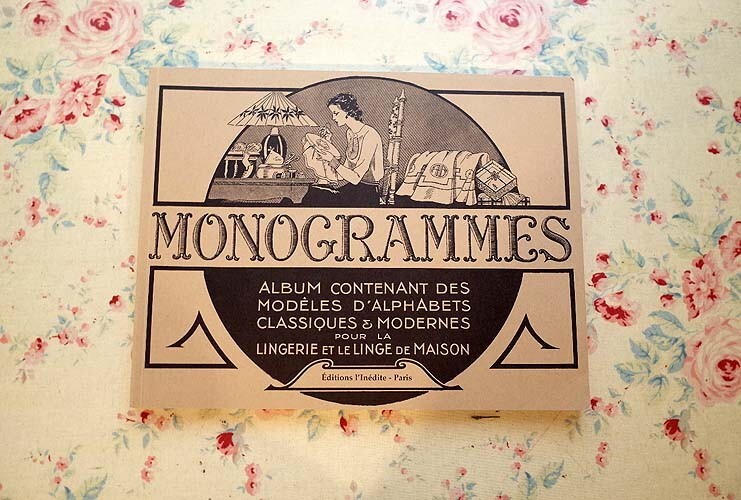 MONOGRAMMES
ALBUM CONTENANT DES
MODÈLES D'ALPHABETS
CLASSIQUES & MODERNES
POUR LA
LINGERIE ET LE LINGE DE MAISON
Éditions l'Inédite - Paris